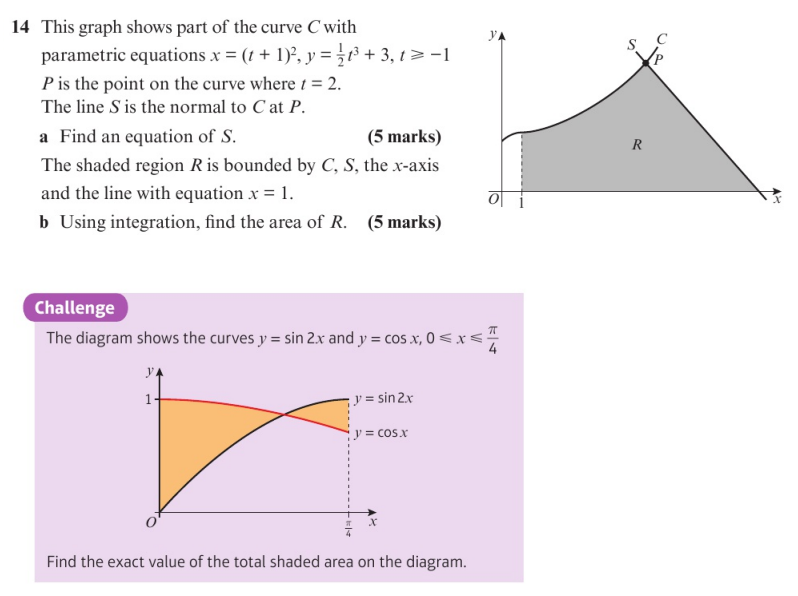 14 This graph shows part of the curve C with
parametric equations x = (t + 1)², y = ½t³ + 3, t ⩾ −1
P is the point on the curve where t = 2.
The line S is the normal to C at P.
a Find an equation of S. (5 marks)
The shaded region R is bounded by C, S, the x-axis
and the line with equation x = 1.
b Using integration, find the area of R. (5 marks)
y
S
C
P
R
O
1
x
Challenge
The diagram shows the curves y = sin 2x and y = cos x, 0 ⩽ x ⩽ π/4
y
1
y = sin 2x
y = cos x
O
π/4
x
Find the exact value of the total shaded area on the diagram.